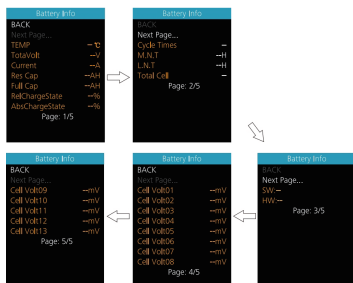 Battery Info
BACK
Next Page...
TEMP -- ℃
TotaVolt --V
Current --A
Res Cap --AH
Full Cap --AH
RelChargeState --%
AbsChargeState --%
Page: 1/5
Battery Info
BACK
Next Page...
Cycle Times --
M.N.T --H
L.N.T --H
Total Cell --
Page: 2/5
Battery Info
BACK
Next Page...
SW:--
HW:--
Page: 3/5
Battery Info
BACK
Next Page...
Cell Volt01 --mV
Cell Volt02 --mV
Cell Volt03 --mV
Cell Volt04 --mV
Cell Volt05 --mV
Cell Volt06 --mV
Cell Volt07 --mV
Cell Volt08 --mV
Page: 4/5
Battery Info
BACK
Next Page...
Cell Volt09 --mV
Cell Volt10 --mV
Cell Volt11 --mV
Cell Volt12 --mV
Cell Volt13 --mV
Page: 5/5